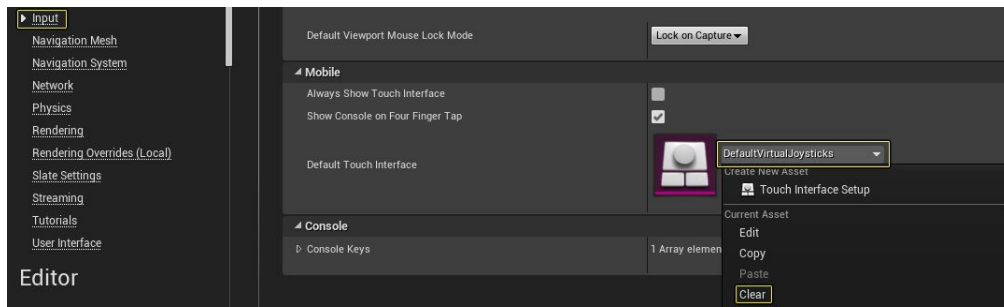 Input
Navigation Mesh
Navigation System
Network
Physics
Rendering
Rendering Overrides (Local)
Slate Settings
Streaming
Tutorials
User Interface
Editor
Default Viewport Mouse Lock Mode
Lock on Capture
Mobile
Always Show Touch Interface
Show Console on Four Finger Tap
Default Touch Interface
DefaultVirtualJoysticks
Create New Asset
Touch Interface Setup
Current Asset
Edit
Copy
Paste
Clear
Console
Console Keys
1 Array elemen